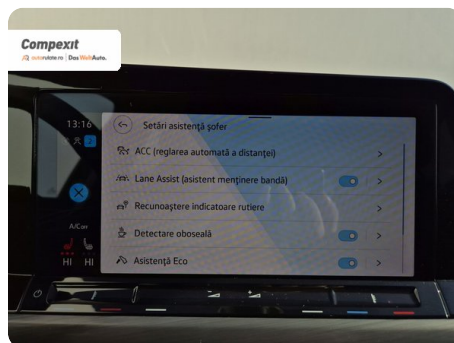 Compexit
autorulate.ro | Das WeltAuto.
13:16
Setări asistență șofer
ACC (reglarea automată a distanței)
Lane Assist (asistent menținere bandă)
Recunoaștere indicatoare rutiere
Detectare oboseală
Asistență Eco
A/C on
HI HI